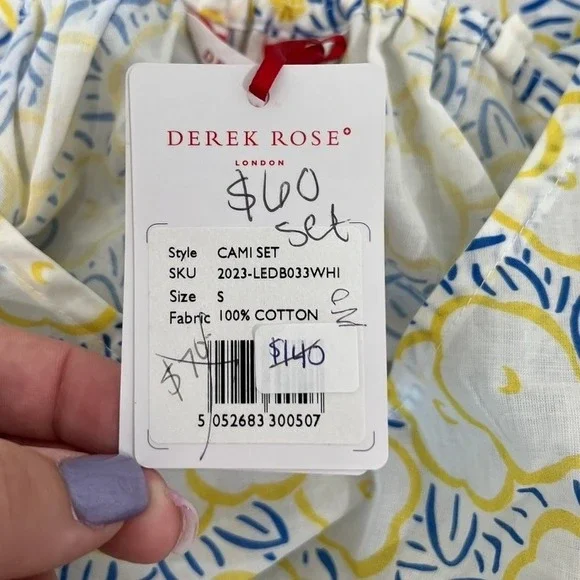 DEREK ROSE°
LONDON
$60
set
Style CAMI SET
SKU 2023-LEDB033WHI
Size S
Fabric 100% COTTON
$140
5 052683 300507